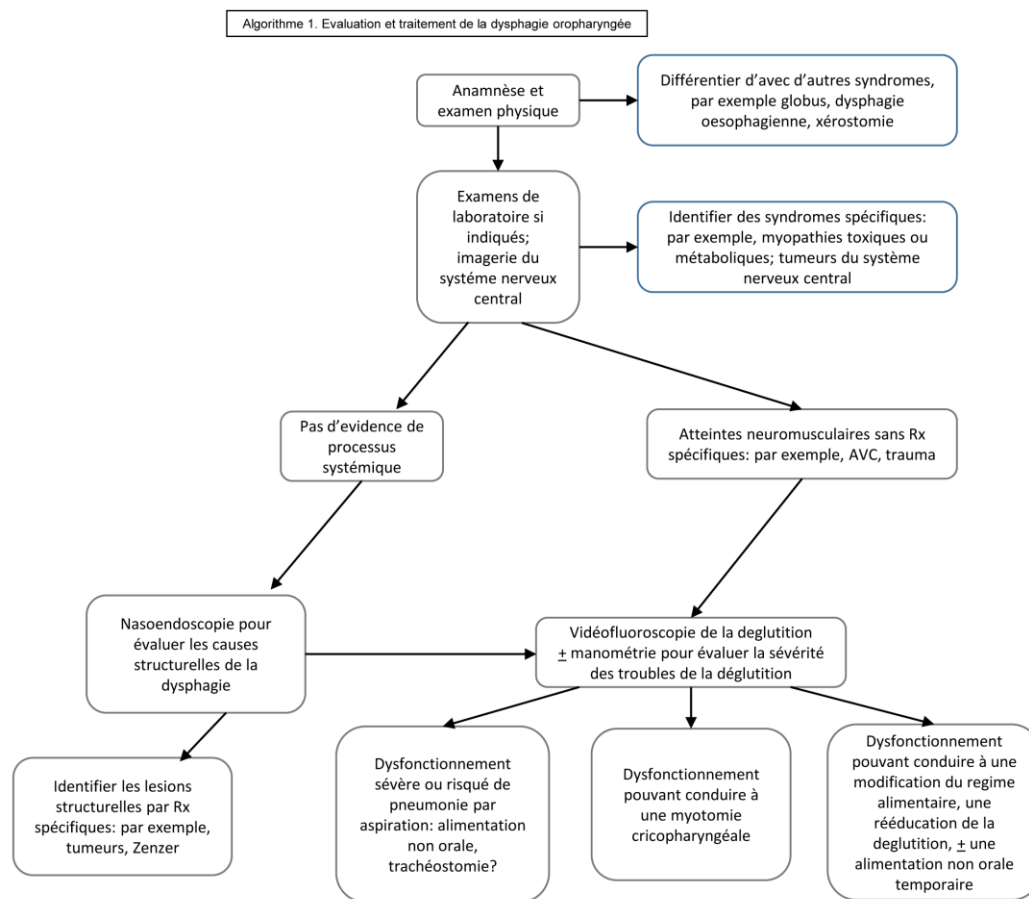 Algorithme 1. Evaluation et traitement de la dysphagie oropharyngée
Anamnèse et
examen physique
Différentier d’avec d’autres syndromes,
par exemple globus, dysphagie
oesophagienne, xérostomie
Examens de
laboratoire si
indiqués;
imagerie du
systéme nerveux
central
Identifier des syndromes spécifiques:
par exemple, myopathies toxiques ou
métaboliques; tumeurs du système
nerveux central
Pas d’evidence de
processus
systémique
Atteintes neuromusculaires sans Rx
spécifiques: par exemple, AVC, trauma
Nasoendoscopie pour
évaluer les causes
structurelles de la
dysphagie
Vidéofluoroscopie de la deglutition
± manométrie pour évaluer la sévérité
des troubles de la déglutition
Identifier les lesions
structurelles par Rx
spécifiques: par exemple,
tumeurs, Zenzer
Dysfonctionnement
sévère ou risqué de
pneumonie par
aspiration: alimentation
non orale,
trachéostomie?
Dysfonctionnement
pouvant conduire à
une myotomie
cricopharyngéale
Dysfonctionnement
pouvant conduire à une
modification du regime
alimentaire, une
rééducation de la
deglutition, ± une
alimentation non orale
temporaire